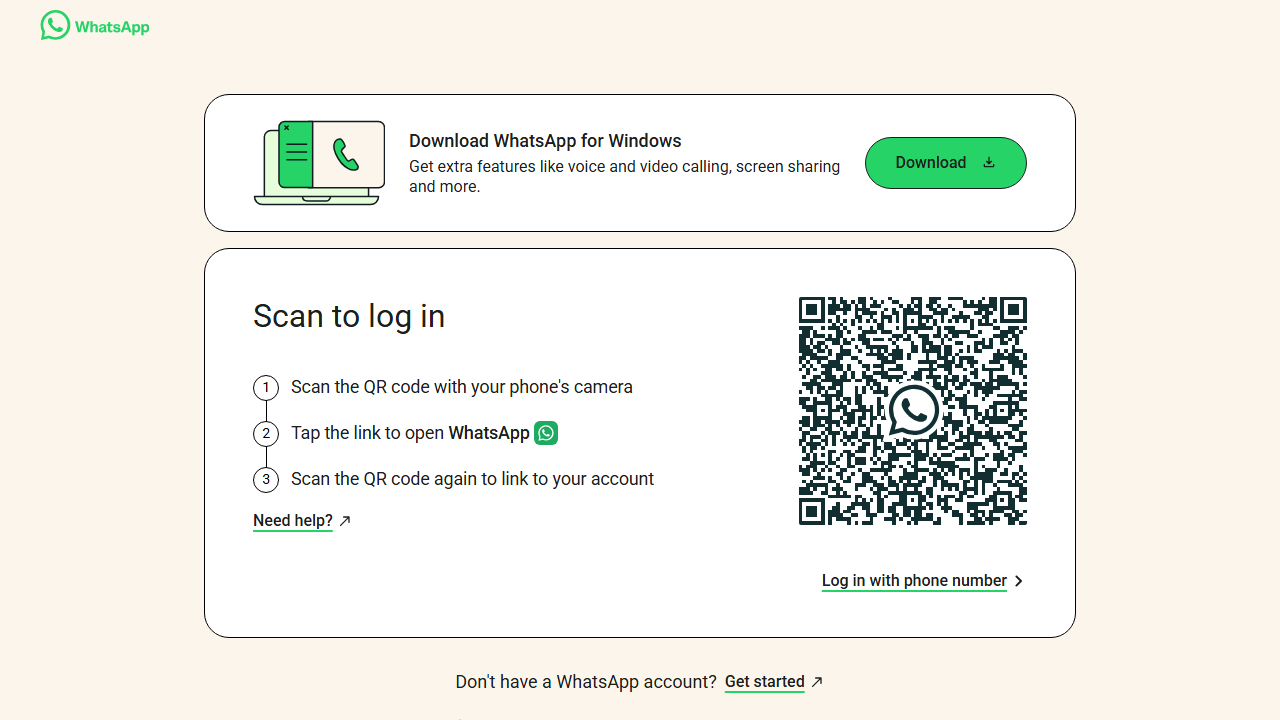 WhatsApp
Download WhatsApp for Windows
Get extra features like voice and video calling, screen sharing
and more.
Download
Scan to log in
1 Scan the QR code with your phone's camera
2 Tap the link to open WhatsApp
3 Scan the QR code again to link to your account
Need help?
Log in with phone number
Don't have a WhatsApp account? Get started